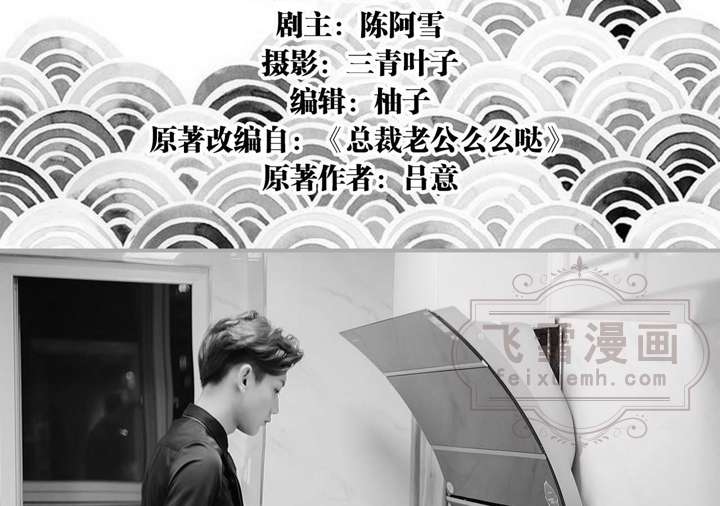 剧主：陈阿雪
摄影：三青叶子
编辑：柚子
原著改编自：《总裁老公么么哒》
原著作者：吕意
飞雪漫画
feixuemh.com